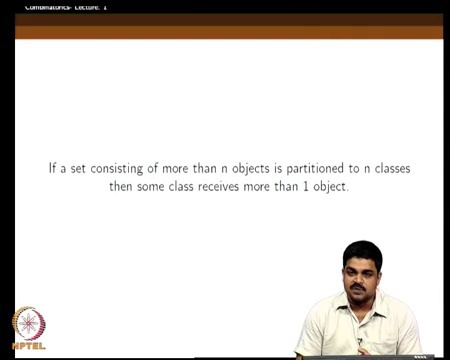 Combinatorics- Lecture: 1
If a set consisting of more than n objects is partitioned to n classes
then some class receives more than 1 object.
NPTEL